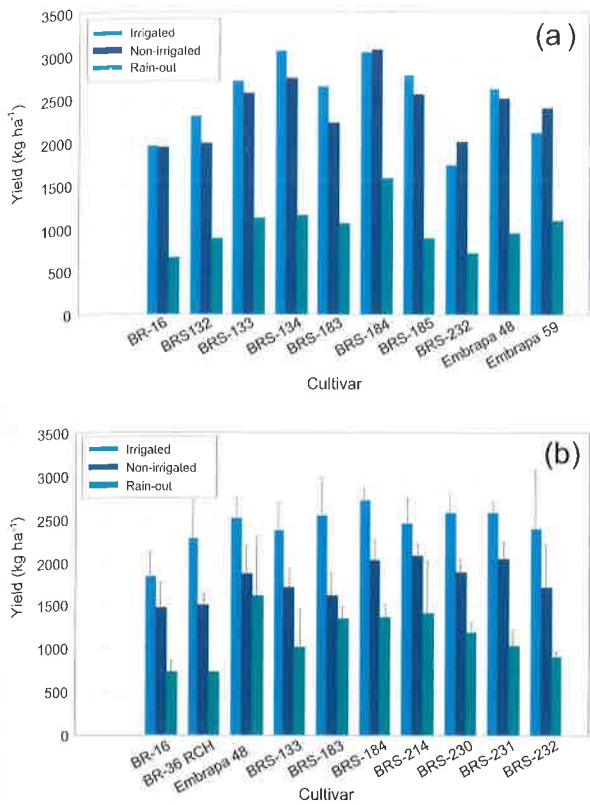 3500
3000
2500
2000
1500
1000
500
0
Yield (kg ha⁻¹)
Irrigated
Non-irrigated
Rain-out
(a)
BR-16
BRS132
BRS-133
BRS-134
BRS-183
BRS-184
BRS-185
BRS-232
Embrapa 48
Embrapa 59
Cultivar
3500
3000
2500
2000
1500
1000
500
0
Yield (kg ha⁻¹)
Irrigated
Non-irrigated
Rain-out
(b)
BR-16
BR-36 RCH
Embrapa 48
BRS-133
BRS-183
BRS-184
BRS-214
BRS-230
BRS-231
BRS-232
Cultivar